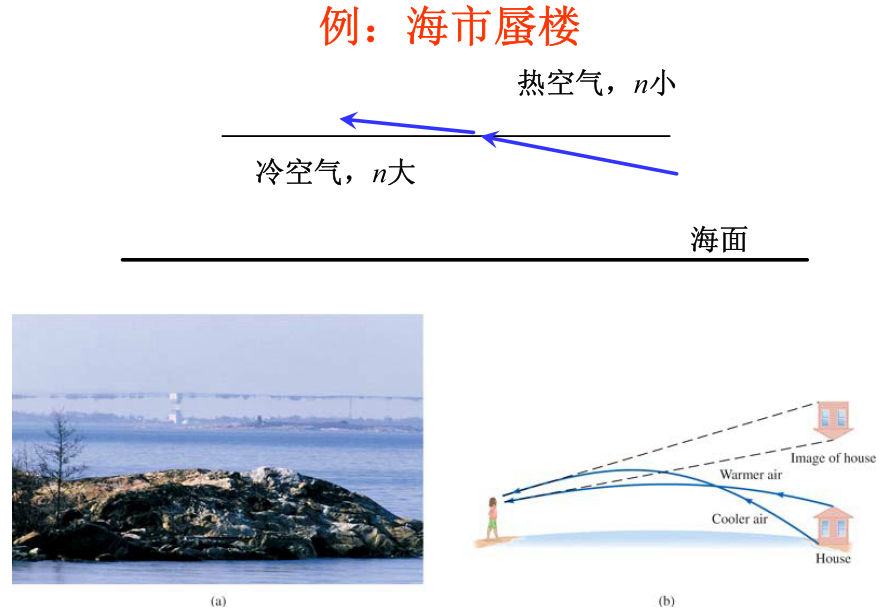 例：海市蜃楼
热空气，n小
冷空气，n大
海面
Image of house
Warmer air
Cooler air
House
(a)
(b)